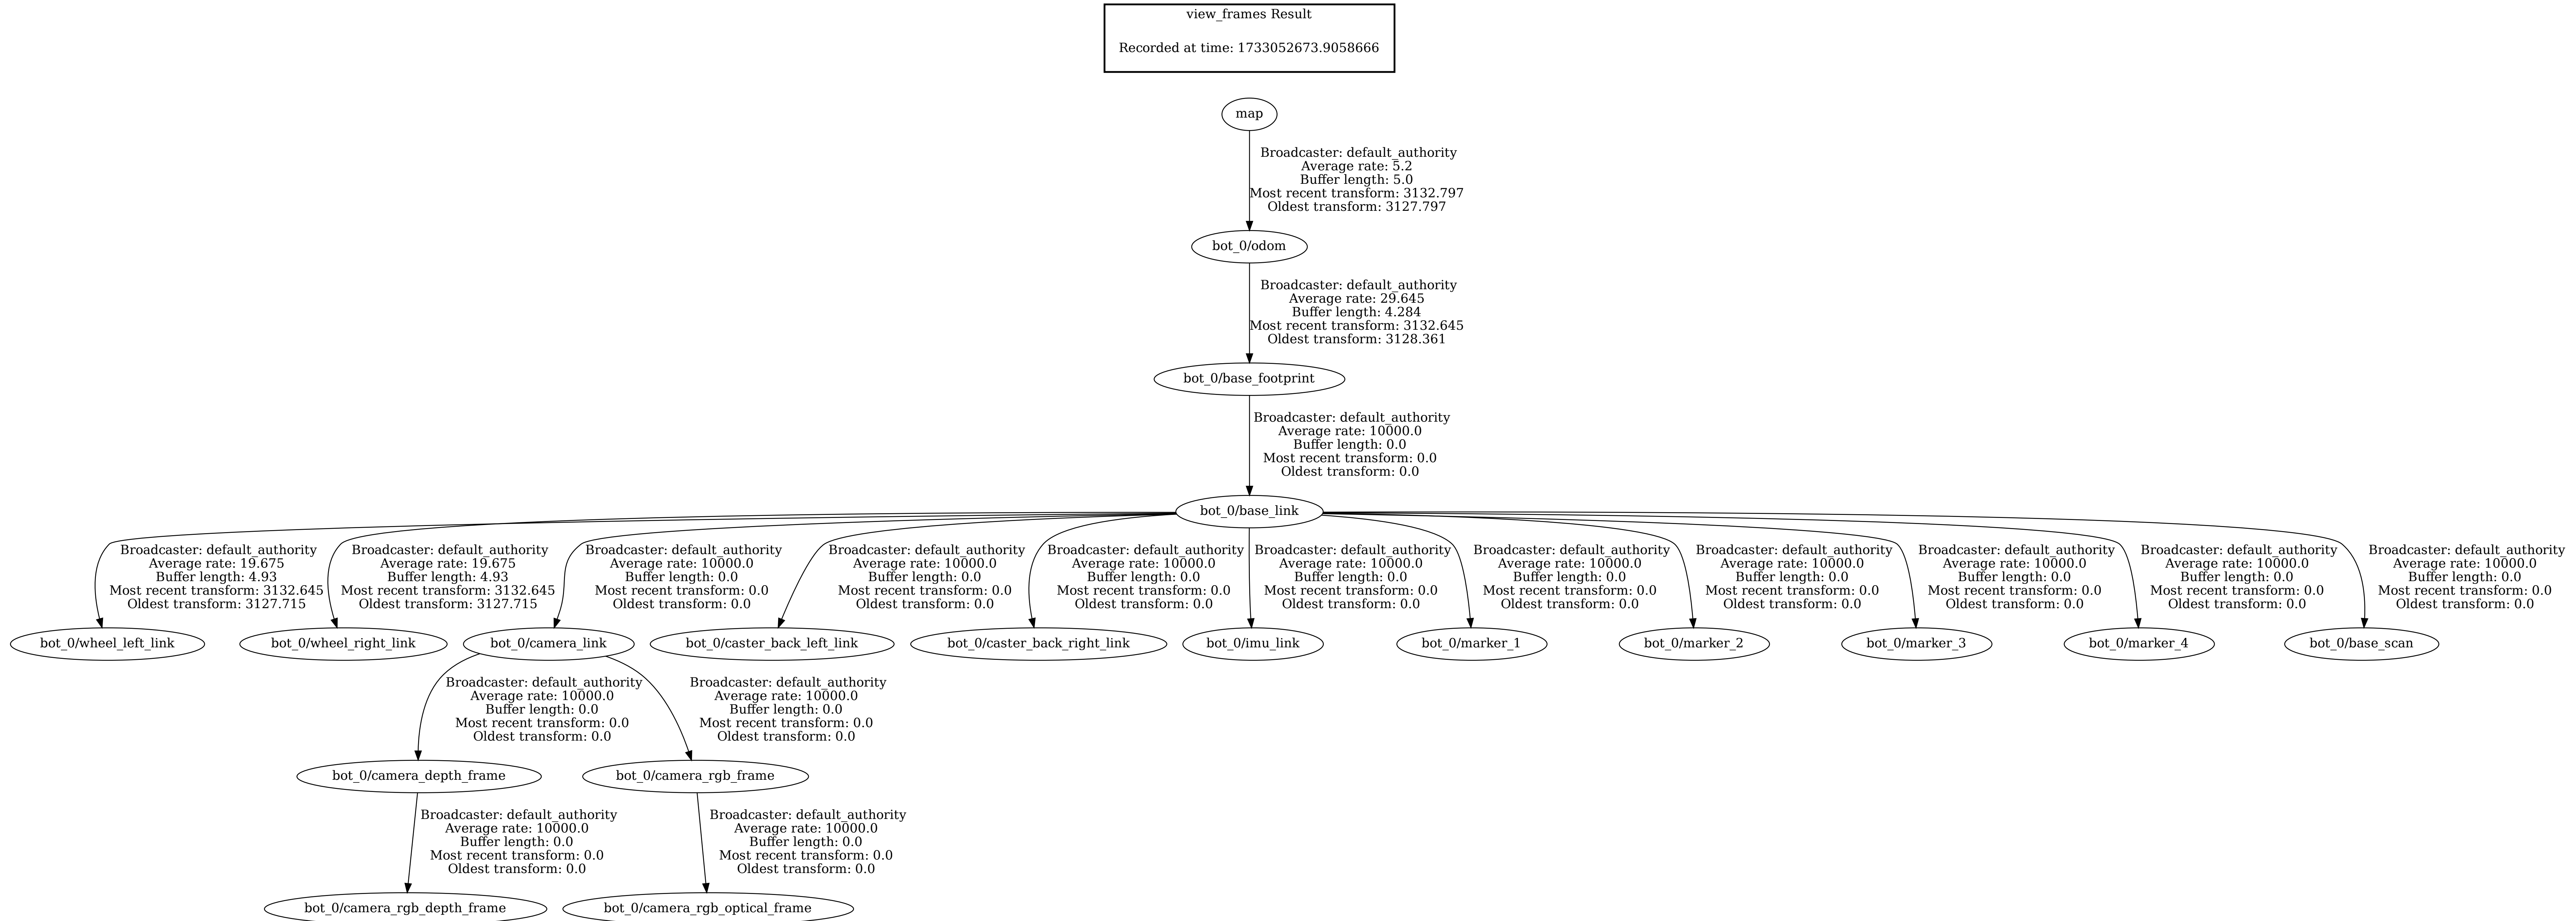 view_frames Result
Recorded at time: 1733052673.9058666
map
Broadcaster: default_authority
Average rate: 5.2
Buffer length: 5.0
Most recent transform: 3132.797
Oldest transform: 3127.797
bot_0/odom
Broadcaster: default_authority
Average rate: 29.645
Buffer length: 4.284
Most recent transform: 3132.645
Oldest transform: 3128.361
bot_0/base_footprint
Broadcaster: default_authority
Average rate: 10000.0
Buffer length: 0.0
Most recent transform: 0.0
Oldest transform: 0.0
bot_0/base_link
Broadcaster: default_authority
Average rate: 19.675
Buffer length: 4.93
Most recent transform: 3132.645
Oldest transform: 3127.715
Broadcaster: default_authority
Average rate: 19.675
Buffer length: 4.93
Most recent transform: 3132.645
Oldest transform: 3127.715
Broadcaster: default_authority
Average rate: 10000.0
Buffer length: 0.0
Most recent transform: 0.0
Oldest transform: 0.0
Broadcaster: default_authority
Average rate: 10000.0
Buffer length: 0.0
Most recent transform: 0.0
Oldest transform: 0.0
Broadcaster: default_authority
Average rate: 10000.0
Buffer length: 0.0
Most recent transform: 0.0
Oldest transform: 0.0
Broadcaster: default_authority
Average rate: 10000.0
Buffer length: 0.0
Most recent transform: 0.0
Oldest transform: 0.0
Broadcaster: default_authority
Average rate: 10000.0
Buffer length: 0.0
Most recent transform: 0.0
Oldest transform: 0.0
Broadcaster: default_authority
Average rate: 10000.0
Buffer length: 0.0
Most recent transform: 0.0
Oldest transform: 0.0
Broadcaster: default_authority
Average rate: 10000.0
Buffer length: 0.0
Most recent transform: 0.0
Oldest transform: 0.0
Broadcaster: default_authority
Average rate: 10000.0
Buffer length: 0.0
Most recent transform: 0.0
Oldest transform: 0.0
Broadcaster: default_authority
Average rate: 10000.0
Buffer length: 0.0
Most recent transform: 0.0
Oldest transform: 0.0
bot_0/wheel_left_link
bot_0/wheel_right_link
bot_0/camera_link
bot_0/caster_back_left_link
bot_0/caster_back_right_link
bot_0/imu_link
bot_0/marker_1
bot_0/marker_2
bot_0/marker_3
bot_0/marker_4
bot_0/base_scan
Broadcaster: default_authority
Average rate: 10000.0
Buffer length: 0.0
Most recent transform: 0.0
Oldest transform: 0.0
Broadcaster: default_authority
Average rate: 10000.0
Buffer length: 0.0
Most recent transform: 0.0
Oldest transform: 0.0
bot_0/camera_depth_frame
bot_0/camera_rgb_frame
Broadcaster: default_authority
Average rate: 10000.0
Buffer length: 0.0
Most recent transform: 0.0
Oldest transform: 0.0
Broadcaster: default_authority
Average rate: 10000.0
Buffer length: 0.0
Most recent transform: 0.0
Oldest transform: 0.0
bot_0/camera_rgb_depth_frame
bot_0/camera_rgb_optical_frame